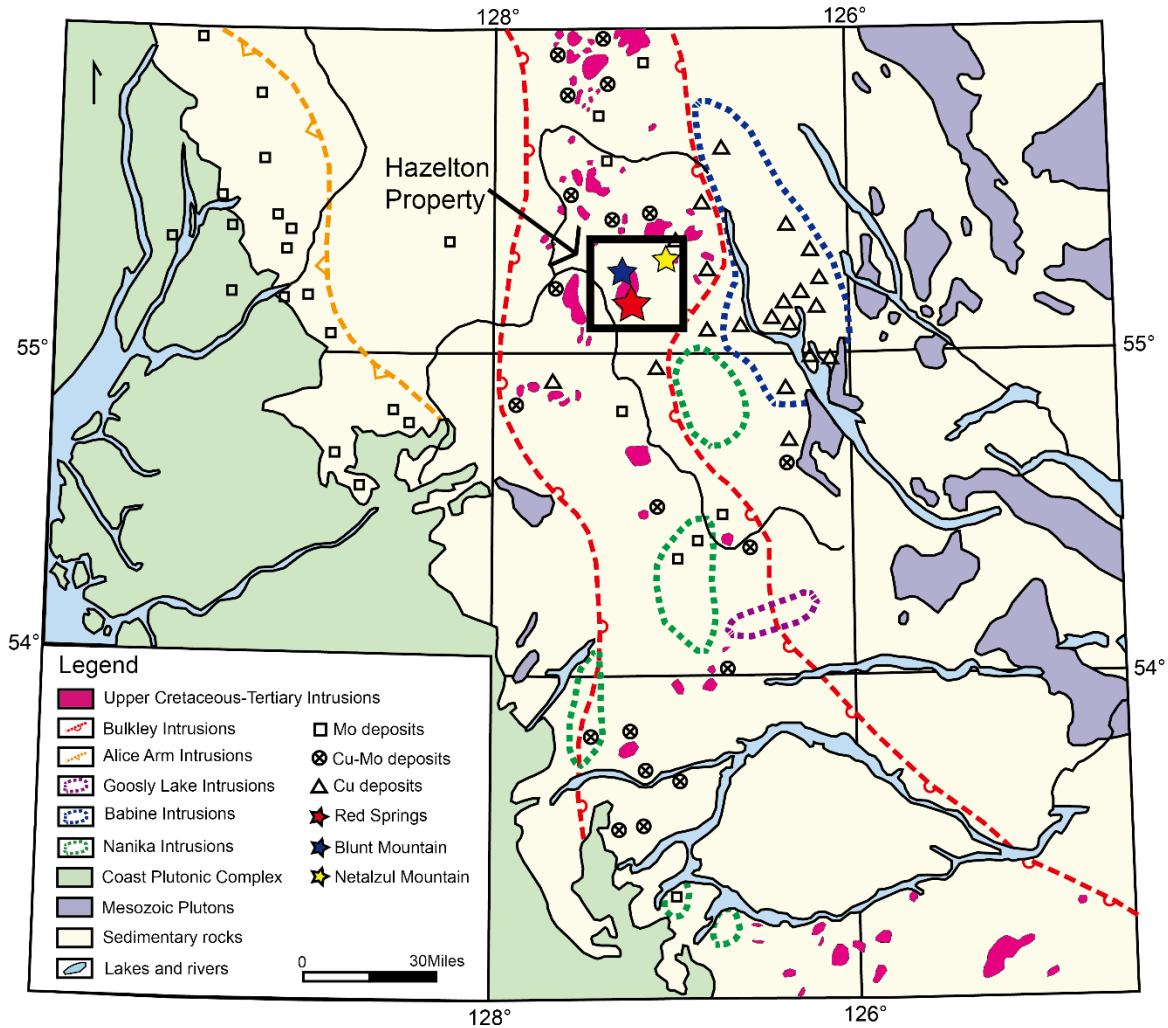 128°
126°
Hazelton
Property
55°
55°
54°
54°
Legend
Upper Cretaceous-Tertiary Intrusions
Bulkley Intrusions
Mo deposits
Alice Arm Intrusions
Cu-Mo deposits
Goosly Lake Intrusions
Cu deposits
Babine Intrusions
Red Springs
Nanika Intrusions
Blunt Mountain
Coast Plutonic Complex
Netalzul Mountain
Mesozoic Plutons
Sedimentary rocks
Lakes and rivers
0 30Miles
128°
126°